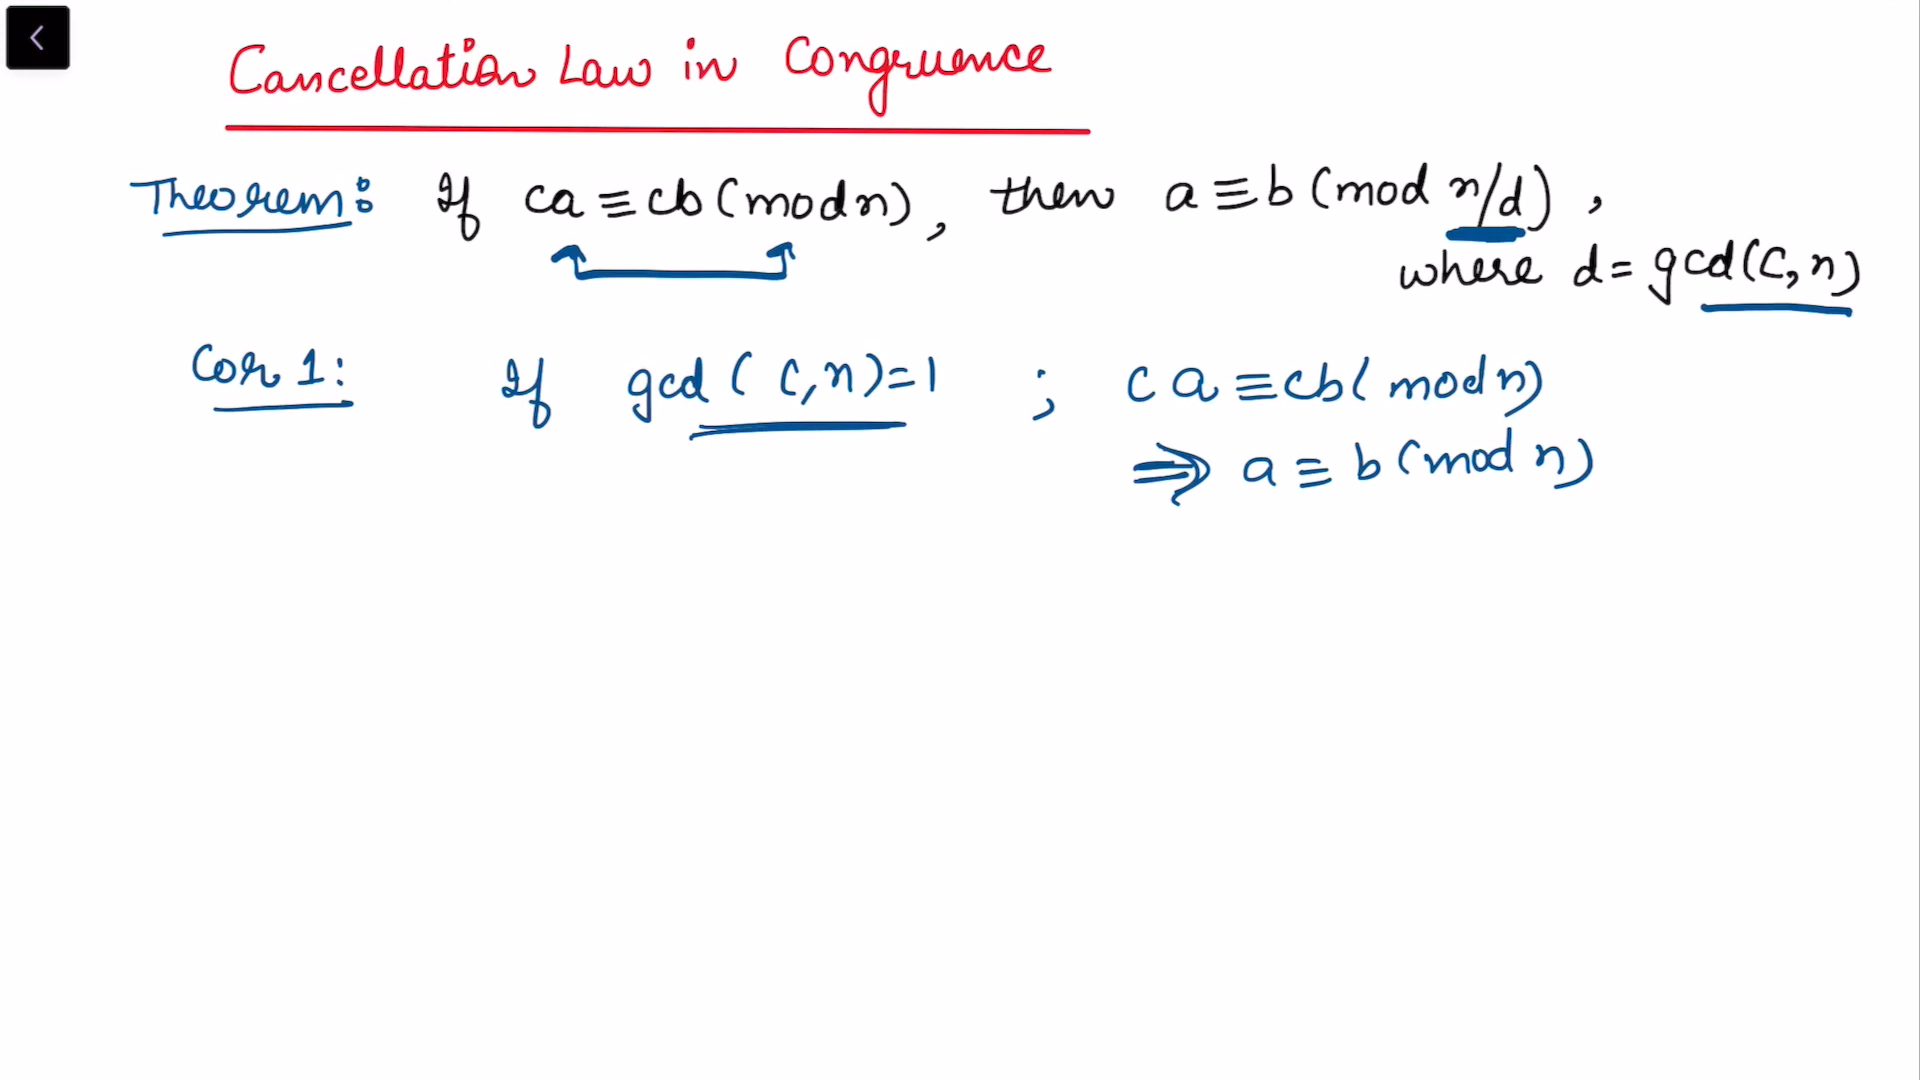 Cancellation Law in Congruence
Theorem: If ca ≡ cb (mod n), then a ≡ b (mod n/d),
where d = gcd(c, n)
Cor 1: If gcd(c, n) = 1 ; ca ≡ cb (mod n)
⇒ a ≡ b (mod n)